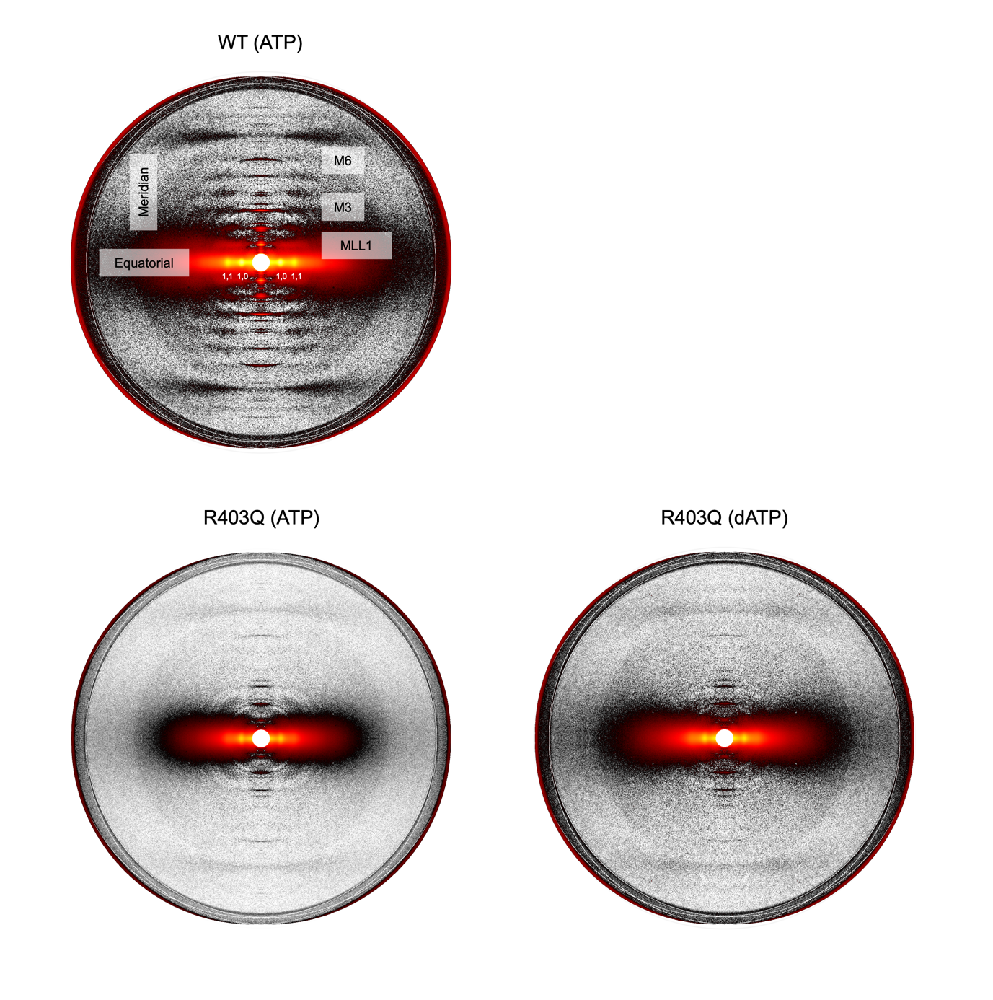 WT (ATP)
M6
Meridian
M3
MLL1
Equatorial
1,1 1,0 1,0 1,1
R403Q (ATP)
R403Q (dATP)